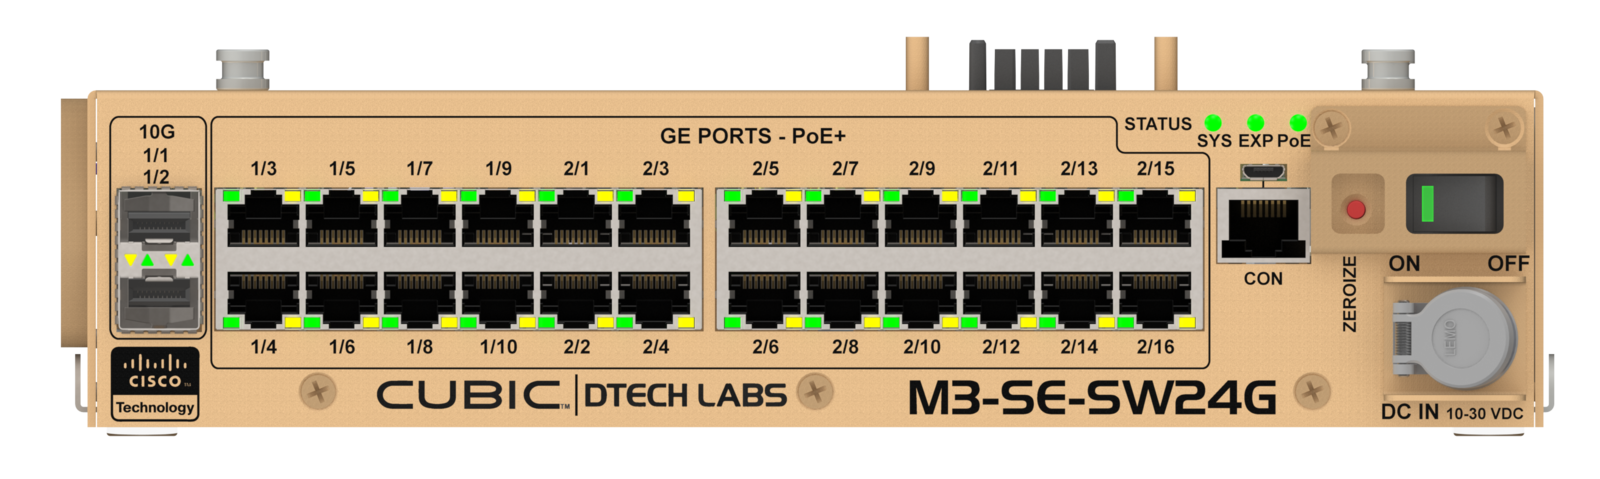 10G
1/1
1/2
GE PORTS - PoE+
1/3 1/5 1/7 1/9 2/1 2/3 2/5 2/7 2/9 2/11 2/13 2/15
1/4 1/6 1/8 1/10 2/2 2/4 2/6 2/8 2/10 2/12 2/14 2/16
STATUS
SYS EXP PoE
CON
ZEROIZE
ON OFF
DC IN 10-30 VDC
CISCO™
Technology
CUBIC™ | DTECH LABS
M3-SE-SW24G